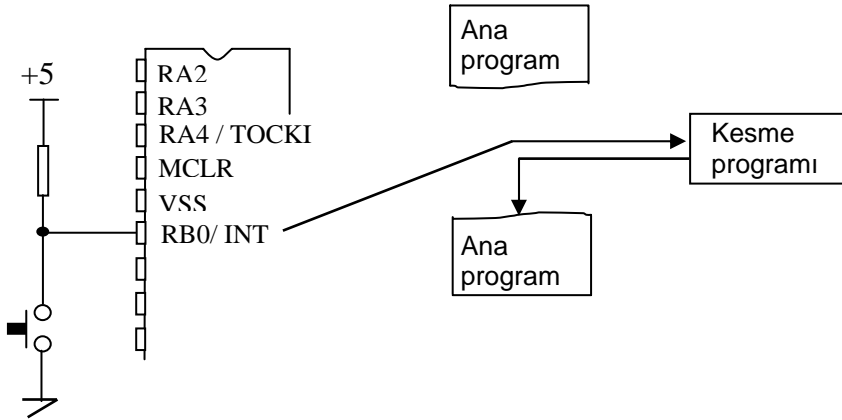 +5
RA2
RA3
RA4 / TOCKI
MCLR
VSS
RB0/ INT
Ana
program
Kesme
programı
Ana
program